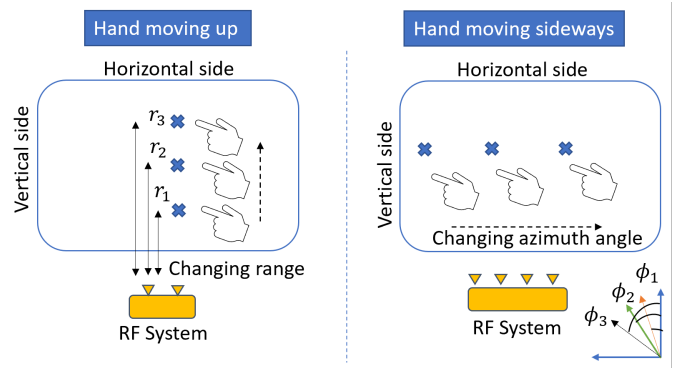 Hand moving up
Horizontal side
Vertical side
r₃
r₂
r₁
Changing range
RF System
Hand moving sideways
Horizontal side
Vertical side
Changing azimuth angle
RF System
ϕ₁
ϕ₂
ϕ₃